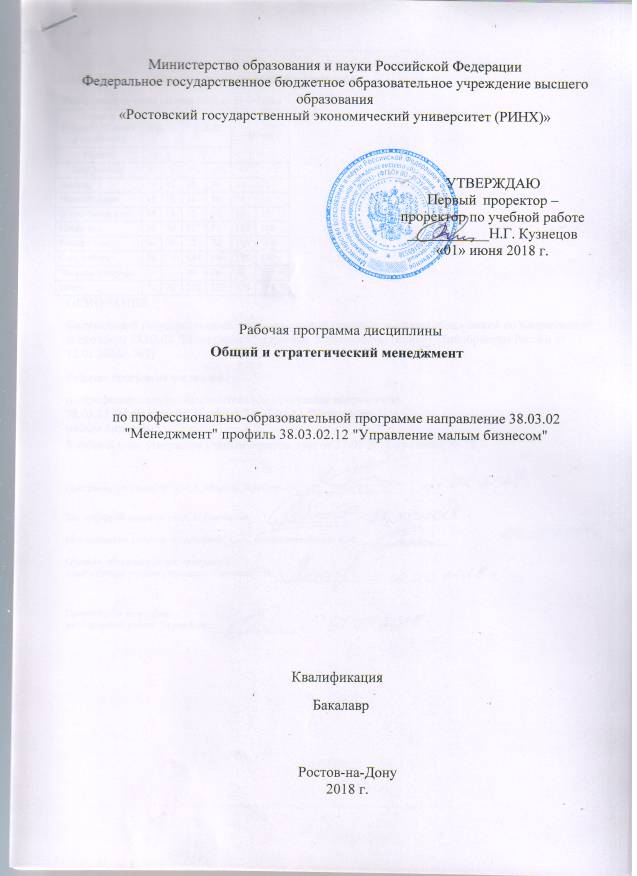 Министерство образования и науки Российской Федерации
Федеральное государственное бюджетное образовательное учреждение высшего
образования
«Ростовский государственный экономический университет (РИНХ)»
УТВЕРЖДАЮ
Первый проректор –
проректор по учебной работе
Н.Г. Кузнецов
«01» июня 2018 г.
Рабочая программа дисциплины
Общий и стратегический менеджмент
по профессионально-образовательной программе направление 38.03.02
"Менеджмент" профиль 38.03.02.12 "Управление малым бизнесом"
Квалификация
Бакалавр
Ростов-на-Дону
2018 г.